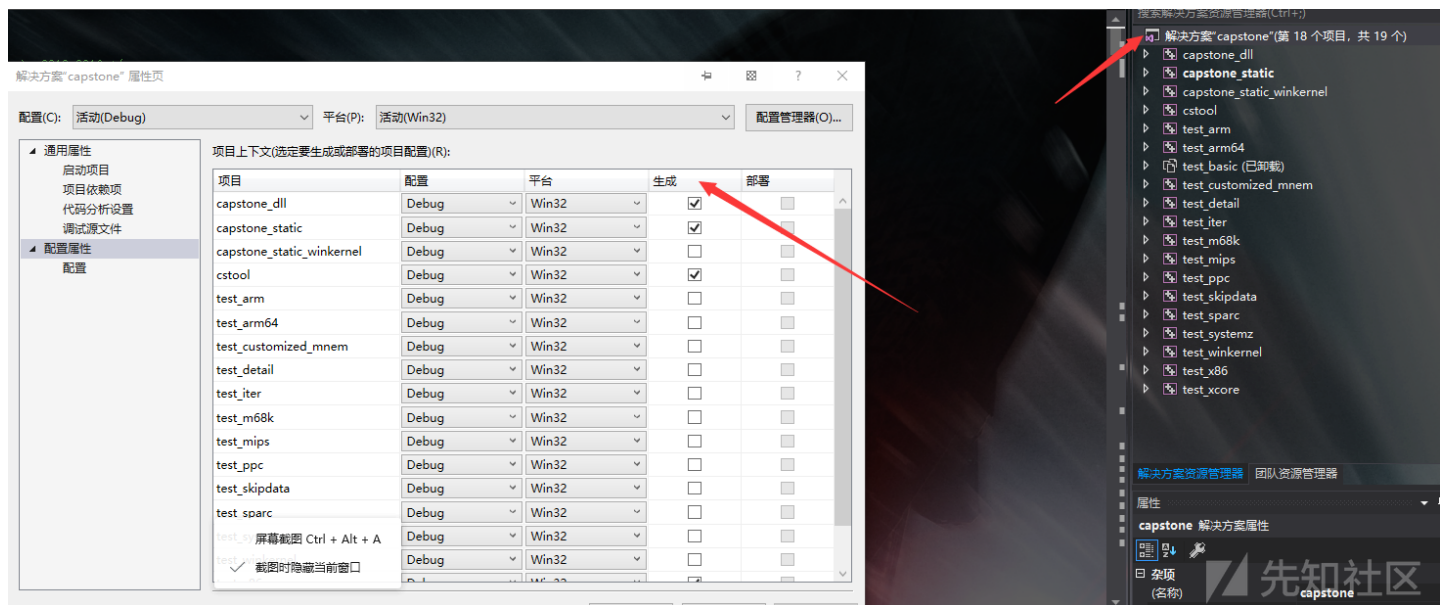 搜索解决方案资源管理器(Ctrl+;)
解决方案"capstone"(第 18 个项目，共 19 个)
capstone_dll
capstone_static
capstone_static_winkernel
cstool
test_arm
test_arm64
test_basic (已卸载)
test_customized_mnem
test_detail
test_iter
test_m68k
test_mips
test_ppc
test_skipdata
test_sparc
test_systemz
test_winkernel
test_x86
test_xcore
解决方案资源管理器 团队资源管理器
属性
capstone 解决方案属性
杂项
(名称) capstone
先知社区
解决方案"capstone" 属性页
配置(C): 活动(Debug) 平台(P): 活动(Win32) 配置管理器(O)...
通用属性
启动项目
项目依赖项
代码分析设置
调试源文件
配置属性
配置
项目上下文(选定要生成或部署的项目配置)(R):
项目 配置 平台 生成 部署
capstone_dll Debug Win32
capstone_static Debug Win32
capstone_static_winkernel Debug Win32
cstool Debug Win32
test_arm Debug Win32
test_arm64 Debug Win32
test_customized_mnem Debug Win32
test_detail Debug Win32
test_iter Debug Win32
test_m68k Debug Win32
test_mips Debug Win32
test_ppc Debug Win32
test_skipdata Debug Win32
test_sparc Debug Win32
Debug Win32
Debug Win32
屏幕截图 Ctrl + Alt + A
截图时隐藏当前窗口